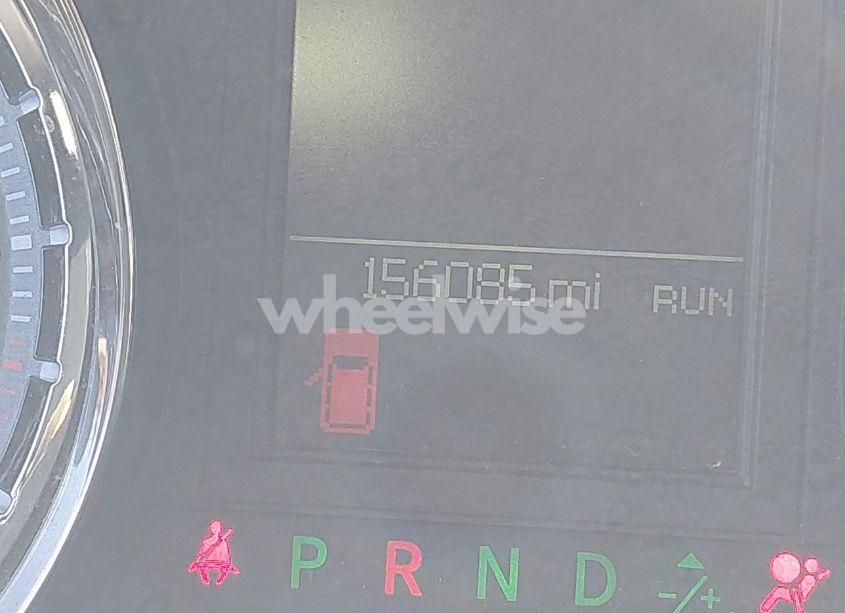 156085 mi RUN
wheelwise
P R N D -/+